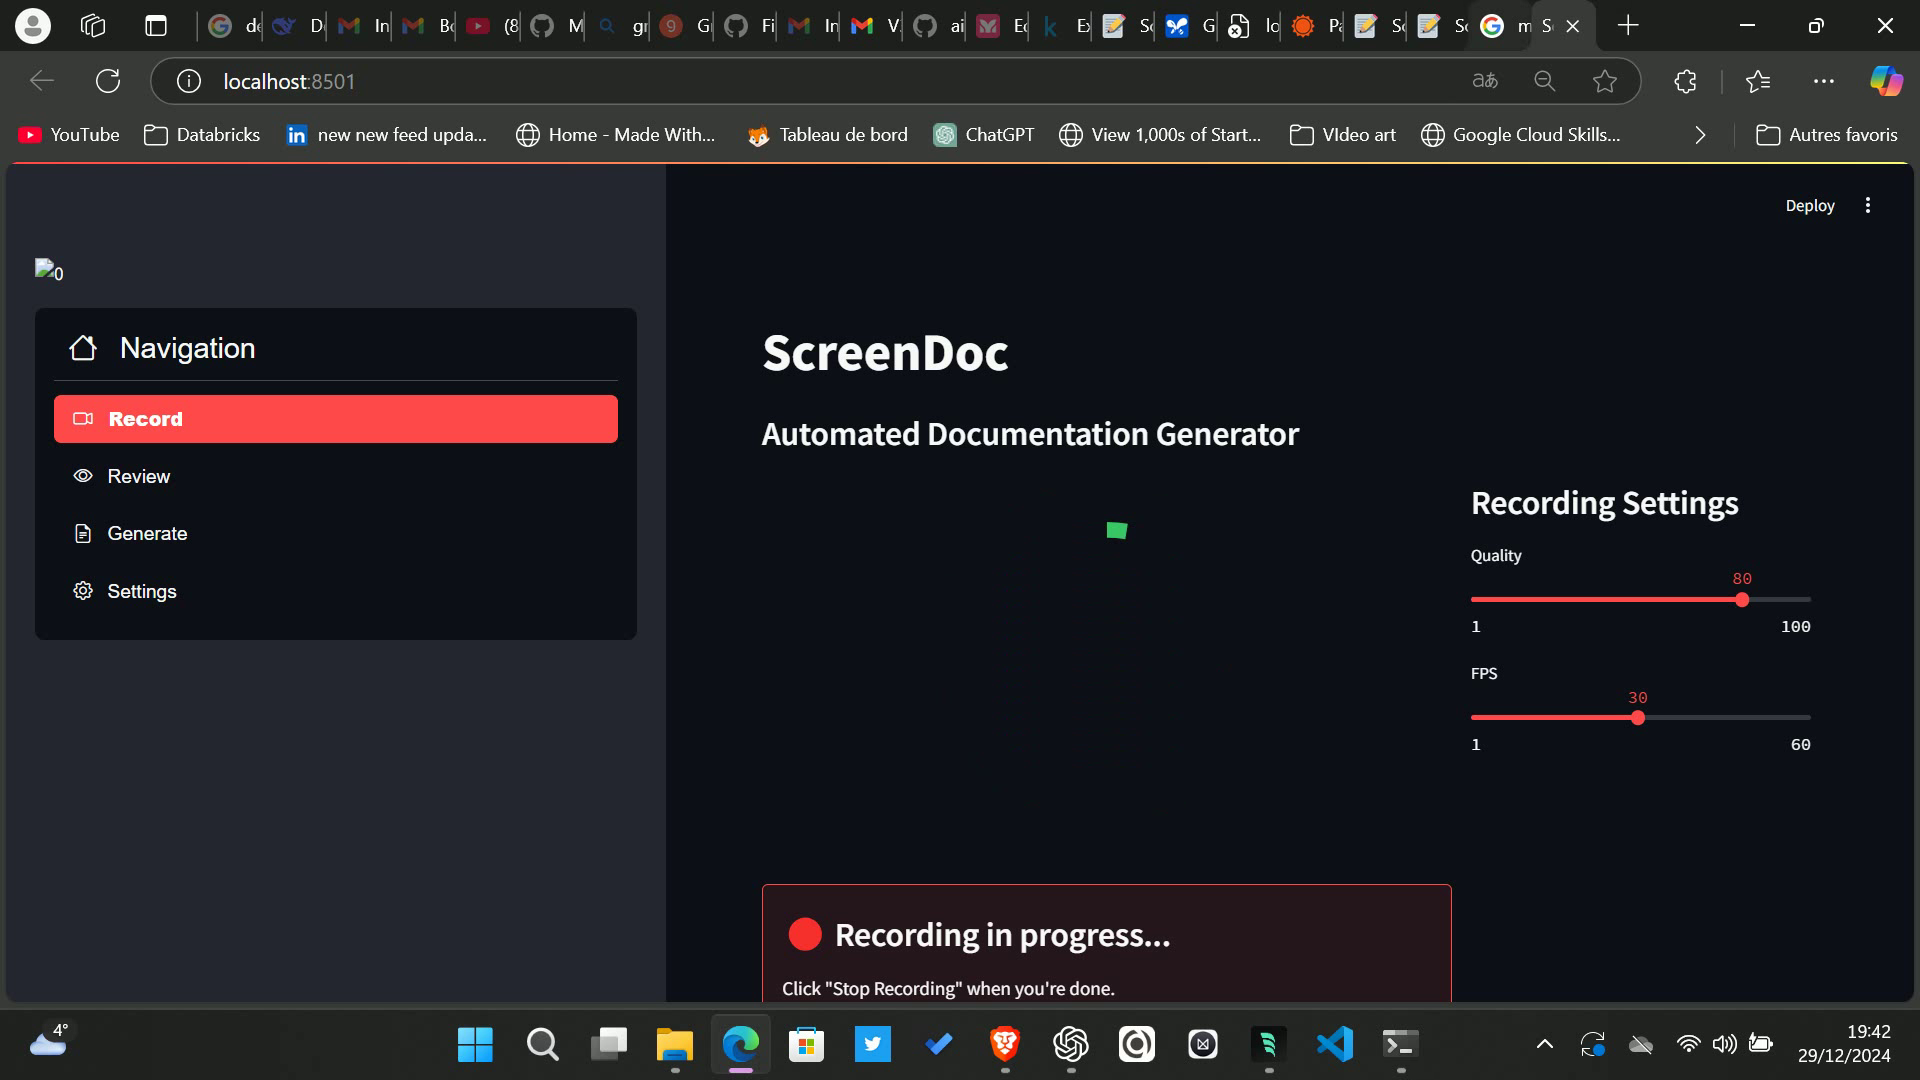 de
D
In
Bo
(8
M
gr
G
Fi
In
V.
ai
Ec
Ex
Sc
G
lo
Pa
Sc
Sc
m
S
localhost:8501
aあ
YouTube
Databricks
new new feed upda...
Home - Made With...
Tableau de bord
ChatGPT
View 1,000s of Start...
VIdeo art
Google Cloud Skills...
Autres favoris
Deploy
0
Navigation
Record
Review
Generate
Settings
ScreenDoc
Automated Documentation Generator
Recording Settings
Quality
80
1 100
FPS
30
1 60
Recording in progress...
Click "Stop Recording" when you're done.
4°
19:42
29/12/2024